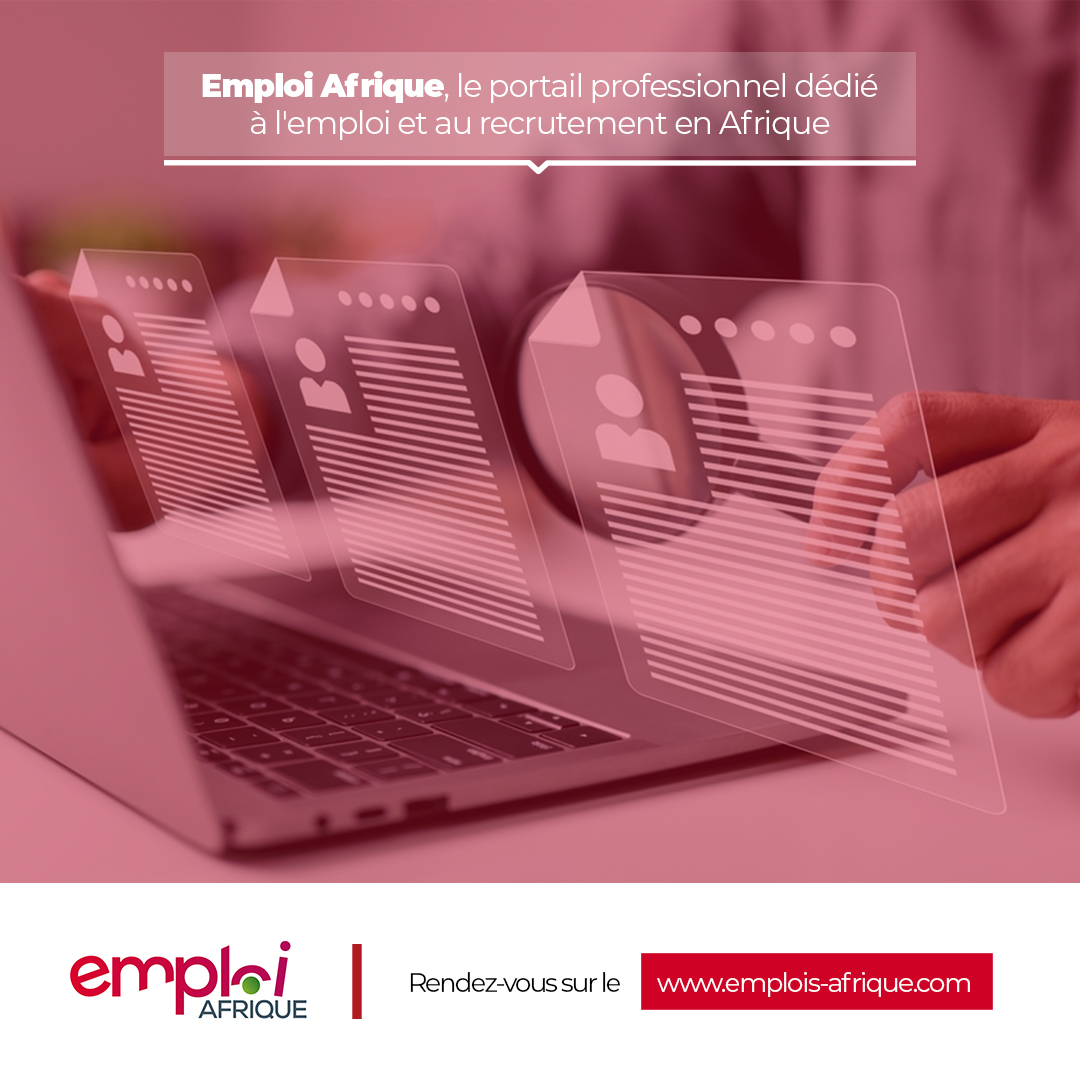 Emploi Afrique, le portail professionnel dédié
à l'emploi et au recrutement en Afrique
emploi
AFRIQUE
Rendez-vous sur le
www.emplois-afrique.com